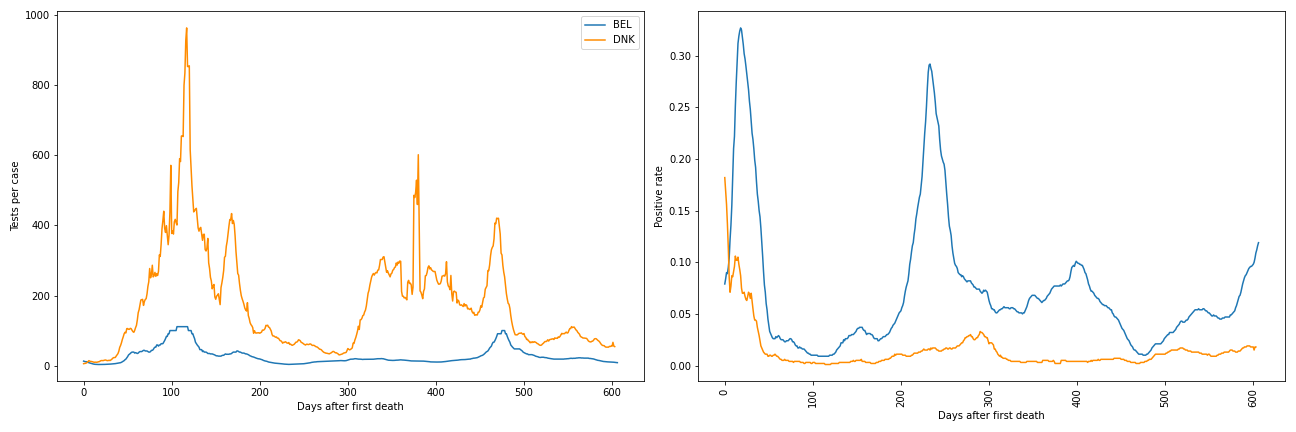 1000
800
600
400
200
0
Tests per case
0 100 200 300 400 500 600
Days after first death
BEL
DNK
0.30
0.25
0.20
0.15
0.10
0.05
0.00
Positive rate
0 100 200 300 400 500 600
Days after first death